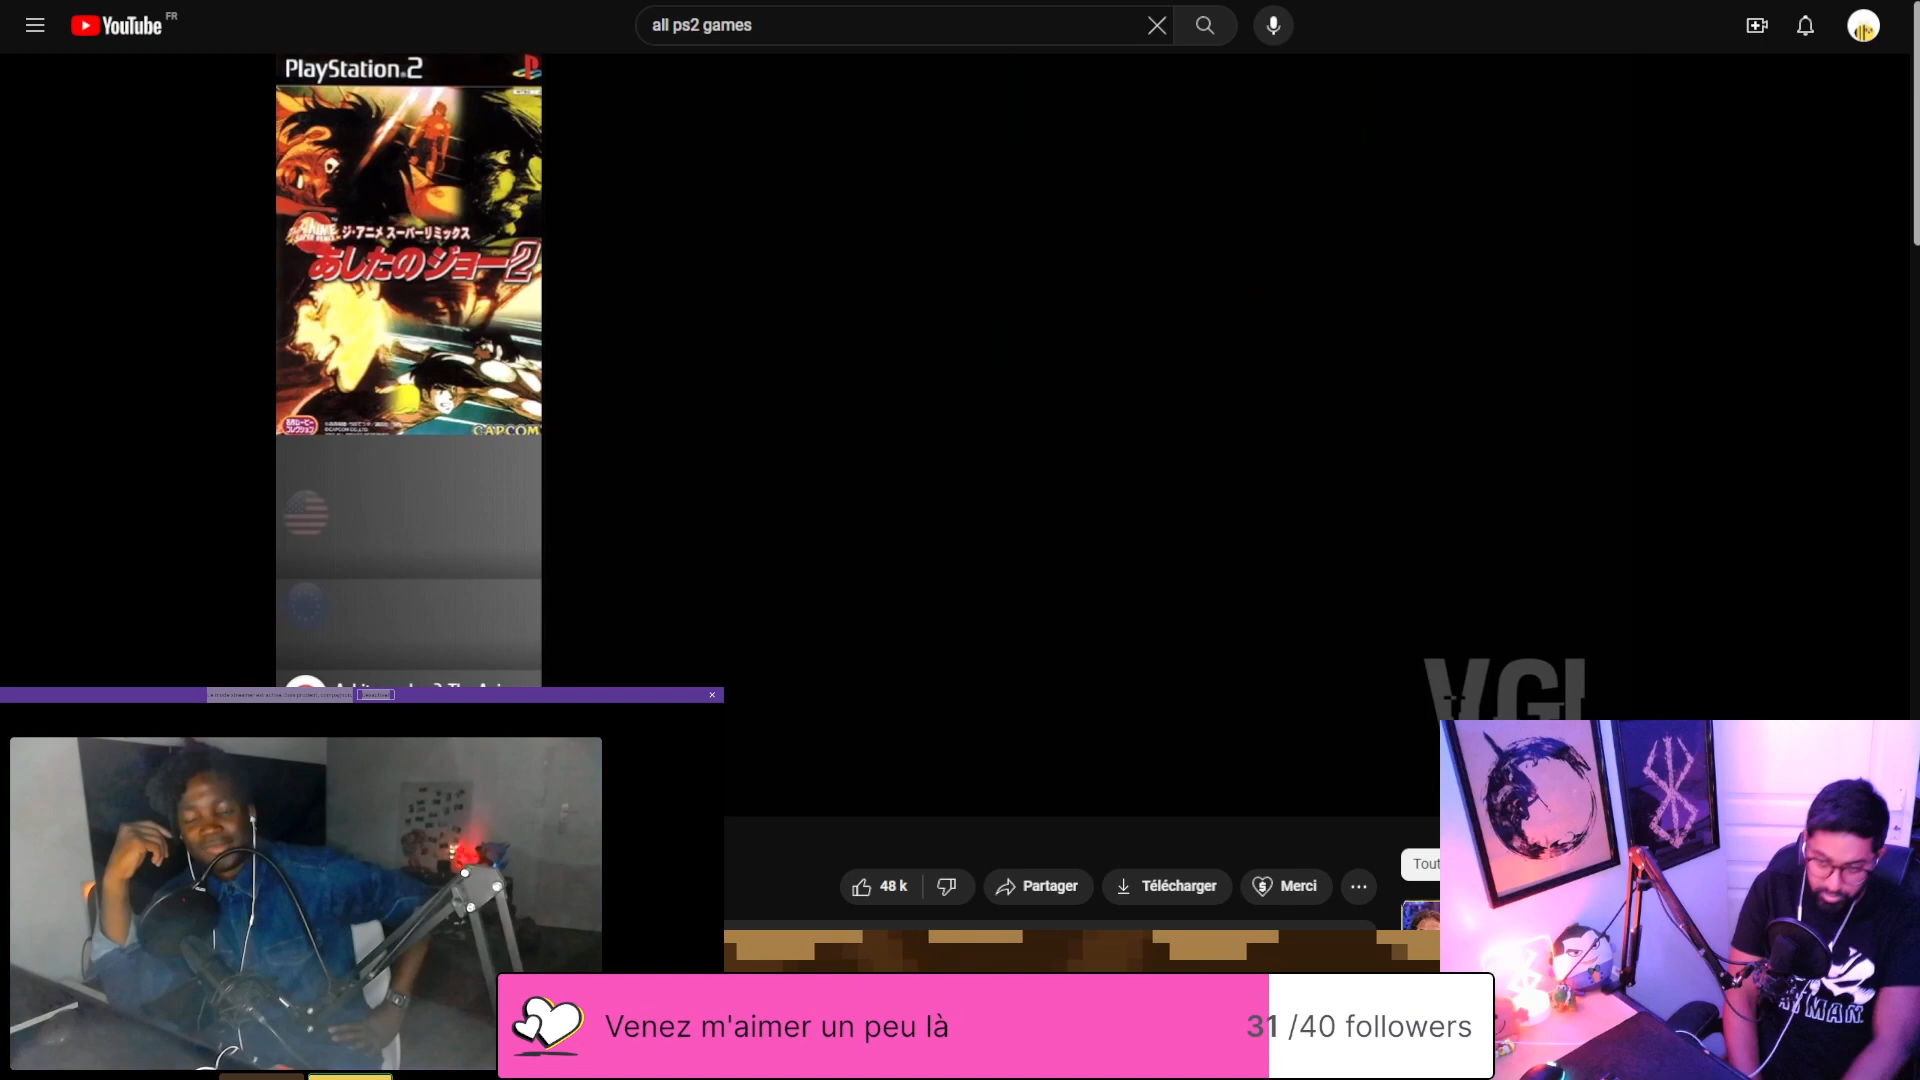 YouTube FR
all ps2 games
PlayStation 2
ジ・アニメ スーパーリミックス
あしたのジョー2
CAPCOM
VGI
48 k
Partager
Télécharger
Merci
Tout
Venez m'aimer un peu là
31 /40 followers